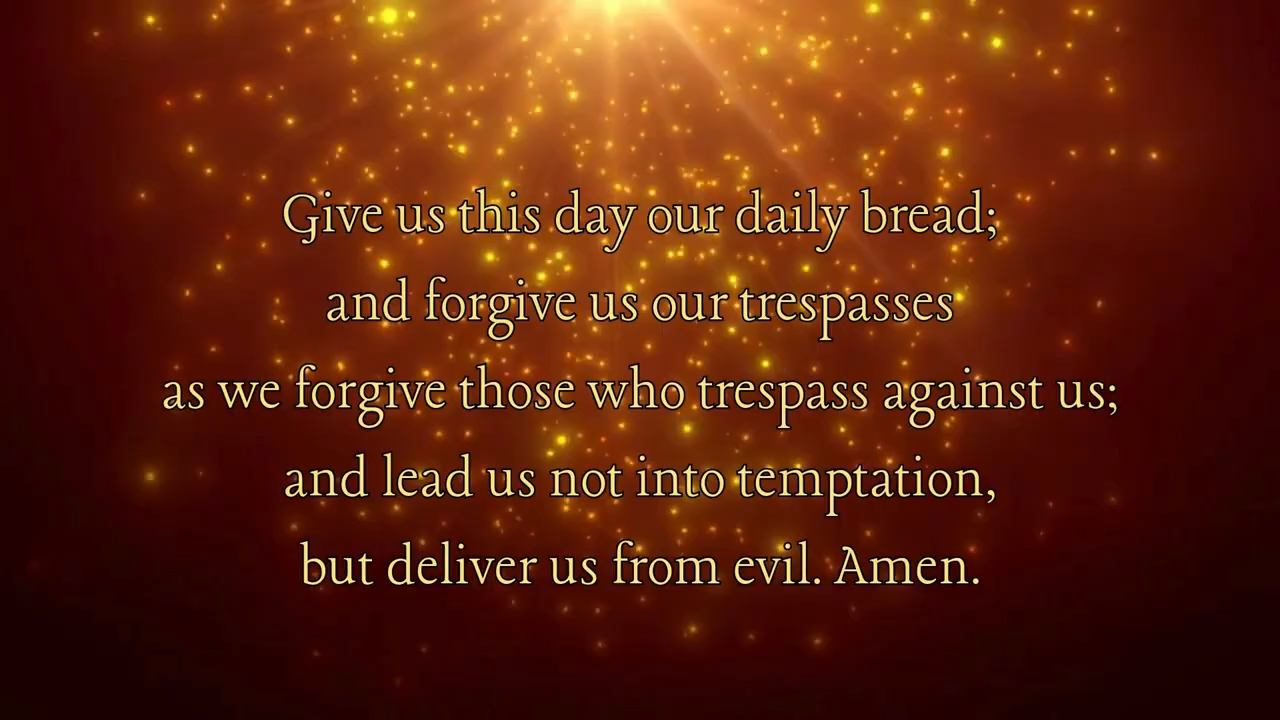 Give us this day our daily bread;
and forgive us our trespasses
as we forgive those who trespass against us;
and lead us not into temptation,
but deliver us from evil. Amen.